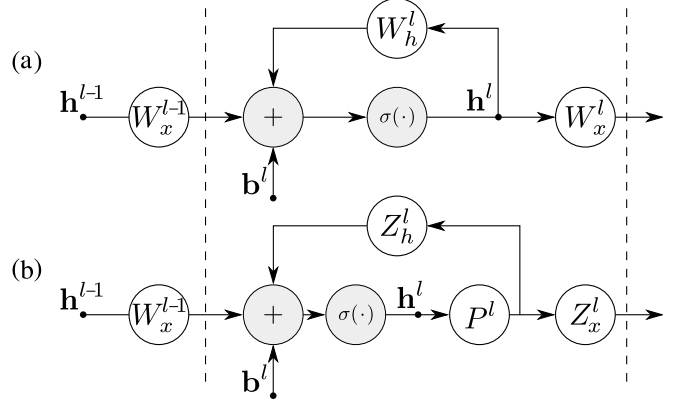 W_h^l
(a)
h^{l-1} W_x^{l-1} + σ(·) h^l W_x^l
b^l
Z_h^l
(b)
h^{l-1} W_x^{l-1} + σ(·) h^l P^l Z_x^l
b^l